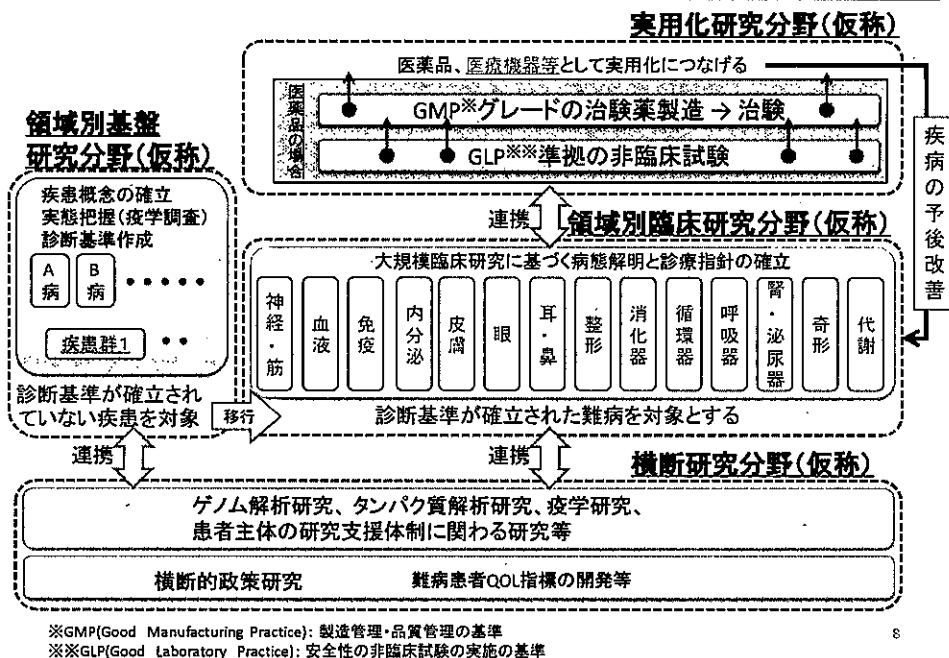 実用化研究分野(仮称)
医薬品、医療機器等として実用化につなげる
医薬品の場合
GMP※グレードの治験薬製造 → 治験
GLP※※準拠の非臨床試験
疾病の予後改善
領域別基盤
研究分野(仮称)
疾患概念の確立
実態把握(疫学調査)
診断基準作成
A病
B病
・・・・・
疾患群1
・・
診断基準が確立され
ていない疾患を対象
移行
連携
領域別臨床研究分野(仮称)
大規模臨床研究に基づく病態解明と診療指針の確立
神経・筋
血液
免疫
内分泌
皮膚
眼
耳・鼻
整形
消化器
循環器
呼吸器
腎・泌尿器
奇形
代謝
診断基準が確立された難病を対象とする
連携
連携
横断研究分野(仮称)
ゲノム解析研究、タンパク質解析研究、疫学研究、
患者主体の研究支援体制に関わる研究等
横断的政策研究 難病患者QOL指標の開発等
※GMP(Good Manufacturing Practice): 製造管理・品質管理の基準
※※GLP(Good Laboratory Practice): 安全性の非臨床試験の実施の基準
8